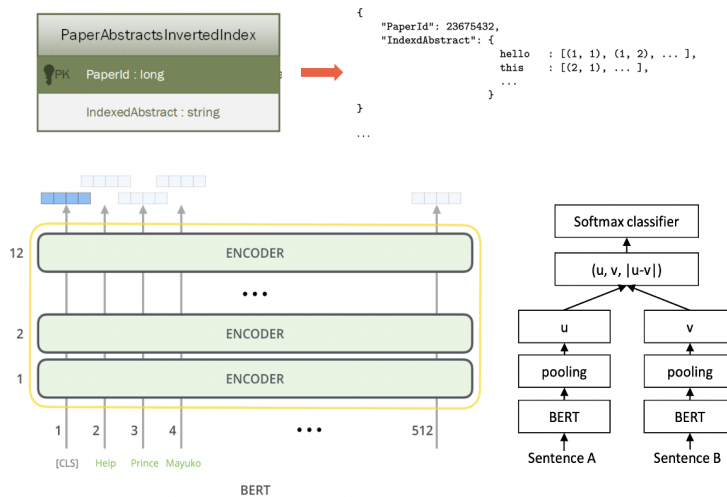 PaperAbstractsInvertedIndex
PK PaperId : long
IndexedAbstract : string
{
"PaperId": 23675432,
"IndexedAbstract": {
hello : [(1, 1), (1, 2), ... ],
this : [(2, 1), ... ],
...
}
}
...
12 ENCODER
...
2 ENCODER
1 ENCODER
1 2 3 4 ... 512
[CLS] Help Prince Mayuko
BERT
Softmax classifier
(u, v, |u-v|)
u v
pooling pooling
BERT BERT
Sentence A Sentence B